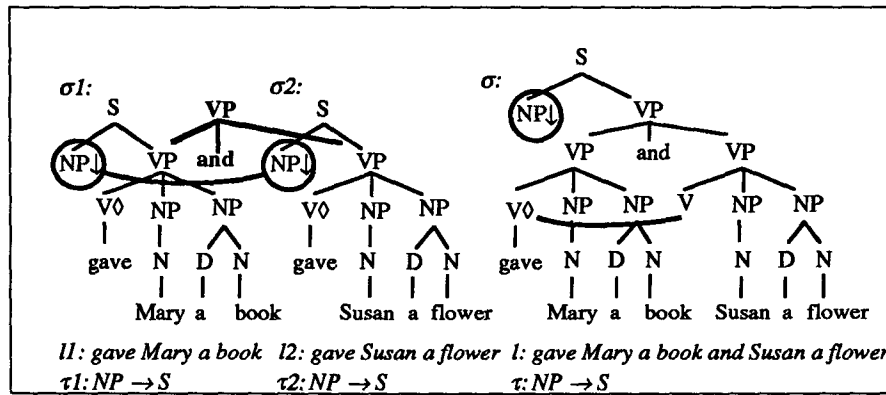 σ1: S VP σ2: S σ: S
NP↓ VP and NP↓ VP NP↓ VP
VP and VP
V◊ NP NP V◊ NP NP V◊ NP NP V NP NP
gave N D N gave N D N gave N D N N D N
Mary a book Susan a flower Mary a book Susan a flower
l1: gave Mary a book l2: gave Susan a flower l: gave Mary a book and Susan a flower
τ1: NP → S τ2: NP → S τ: NP → S